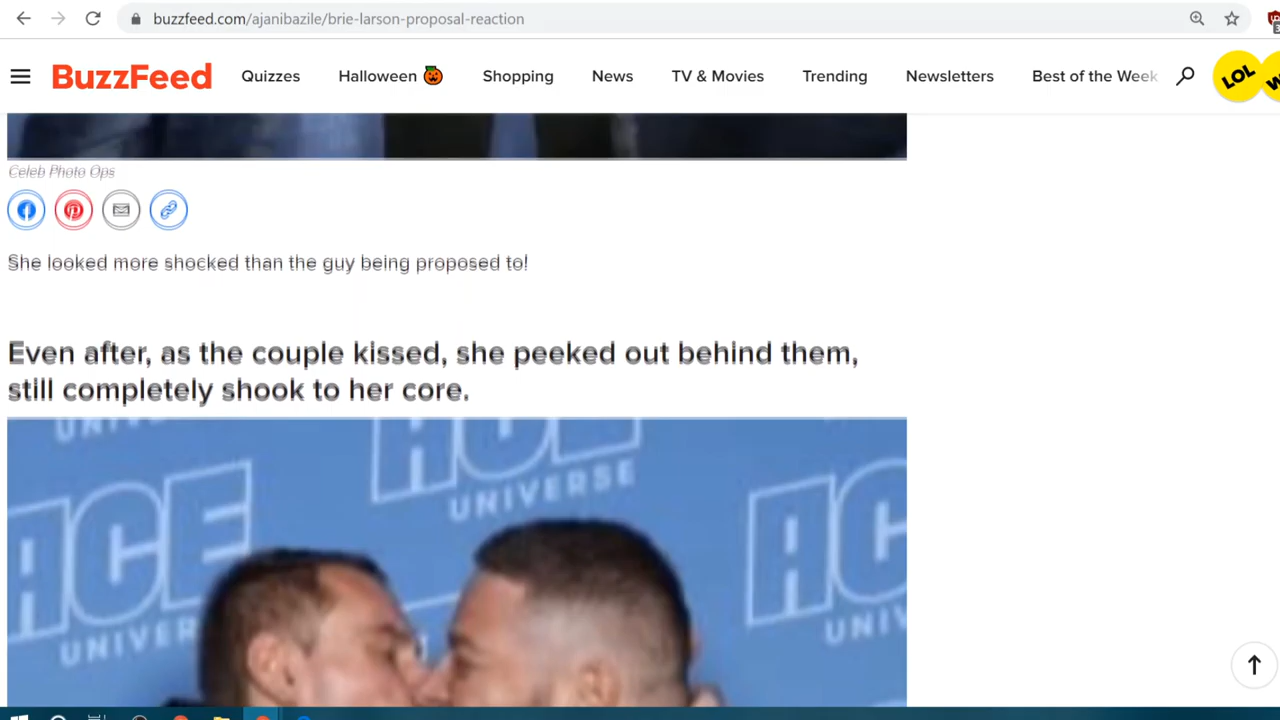 buzzfeed.com/ajanibazile/brie-larson-proposal-reaction
BuzzFeed Quizzes Halloween 🎃 Shopping News TV & Movies Trending Newsletters Best of the Week LOL W
Celeb Photo Ops
She looked more shocked than the guy being proposed to!
Even after, as the couple kissed, she peeked out behind them,
still completely shook to her core.
ACE
UNIVERSE
ACE
UNIVER
AC
UNIV